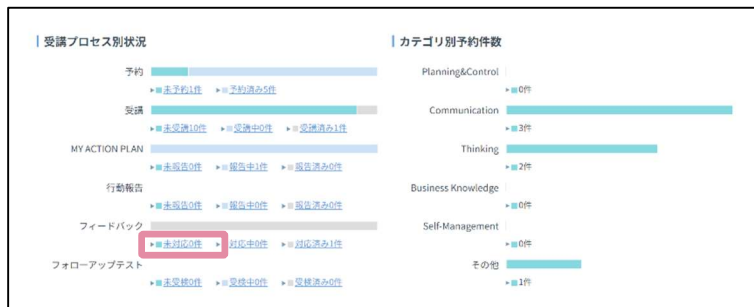 受講プロセス別状況
予約
未予約1件 予約済み5件
受講
未受講10件 受講中0件 受講済み1件
MY ACTION PLAN
未報告0件 報告中1件 報告済み0件
行動報告
未報告0件 報告中0件 報告済み0件
フィードバック
未対応0件 対応中0件 対応済み1件
フォローアップテスト
未受検0件 受検中0件 受検済み0件
カテゴリ別予約件数
Planning&Control
0件
Communication
3件
Thinking
2件
Business Knowledge
0件
Self-Management
0件
その他
1件